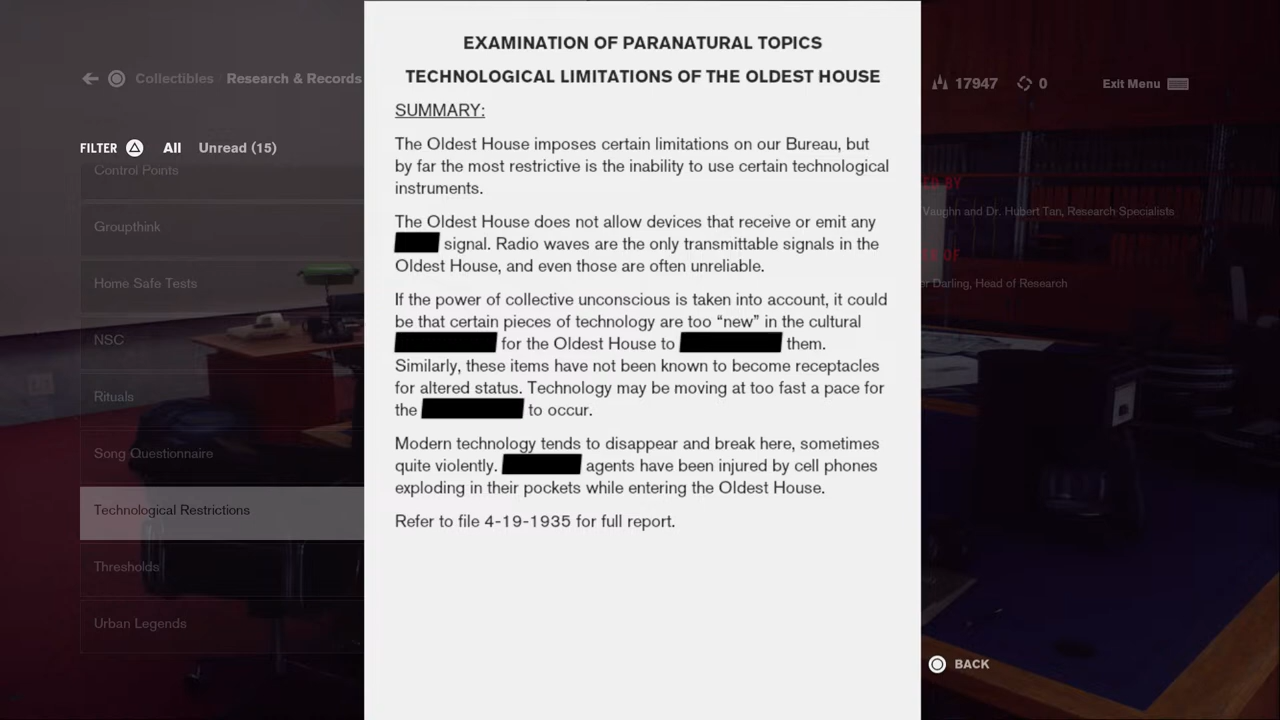 EXAMINATION OF PARANATURAL TOPICS
TECHNOLOGICAL LIMITATIONS OF THE OLDEST HOUSE
Collectibles Research & Records
17947 0 Exit Menu
FILTER All Unread (15)
Control Points
Groupthink
Home Safe Tests
NSC
Rituals
Song Questionnaire
Technological Restrictions
Thresholds
Urban Legends
SUMMARY:
The Oldest House imposes certain limitations on our Bureau, but
by far the most restrictive is the inability to use certain technological
instruments.
The Oldest House does not allow devices that receive or emit any
signal. Radio waves are the only transmittable signals in the
Oldest House, and even those are often unreliable.
If the power of collective unconscious is taken into account, it could
be that certain pieces of technology are too “new” in the cultural
for the Oldest House to them.
Similarly, these items have not been known to become receptacles
for altered status. Technology may be moving at too fast a pace for
the to occur.
Modern technology tends to disappear and break here, sometimes
quite violently. agents have been injured by cell phones
exploding in their pockets while entering the Oldest House.
Refer to file 4-19-1935 for full report.
BY
Vaughn and Dr. Hubert Tan, Research Specialists
OF
Darling, Head of Research
BACK